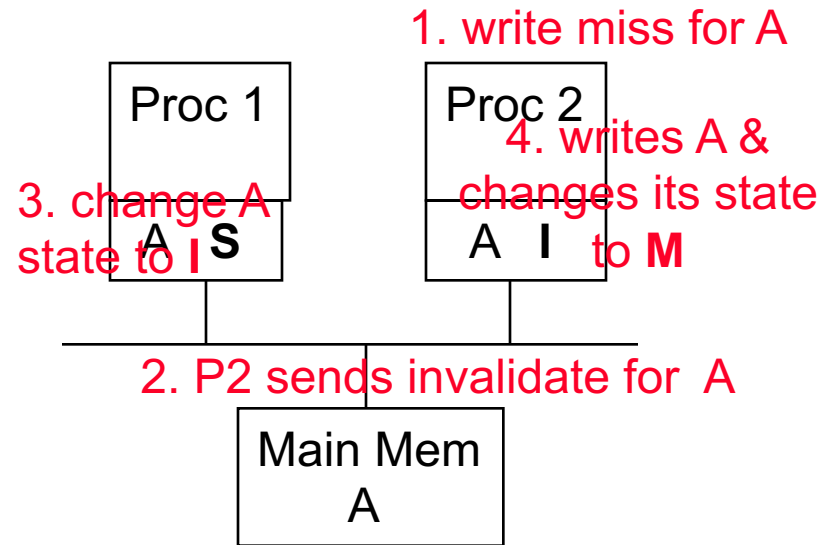 1. write miss for A
Proc 1
Proc 2
4. writes A &
changes its state
to M
3. change A
state to I
A S
A I
2. P2 sends invalidate for A
Main Mem
A